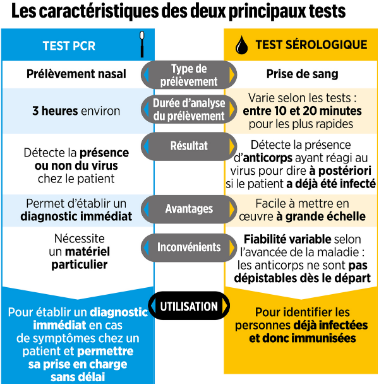 Les caractéristiques des deux principaux tests
TEST PCR
TEST SÉROLOGIQUE
Prélèvement nasal
Type de
prélèvement
Prise de sang
3 heures environ
Durée d'analyse
du prélèvement
Varie selon les tests :
entre 10 et 20 minutes
pour les plus rapides
Détecte la présence
ou non du virus
chez le patient
Résultat
Détecte la présence
d'anticorps ayant réagi au
virus pour dire à postériori
si le patient a déjà été infecté
Permet d'établir un
diagnostic immédiat
Avantages
Facile à mettre en
œuvre à grande échelle
Nécessite
un matériel
particulier
Inconvénients
Fiabilité variable selon
l'avancée de la maladie :
les anticorps ne sont pas
dépistables dès le départ
UTILISATION
Pour établir un diagnostic
immédiat en cas
de symptômes chez un
patient et permettre
sa prise en charge
sans délai
Pour identifier les
personnes déjà infectées
et donc immunisées